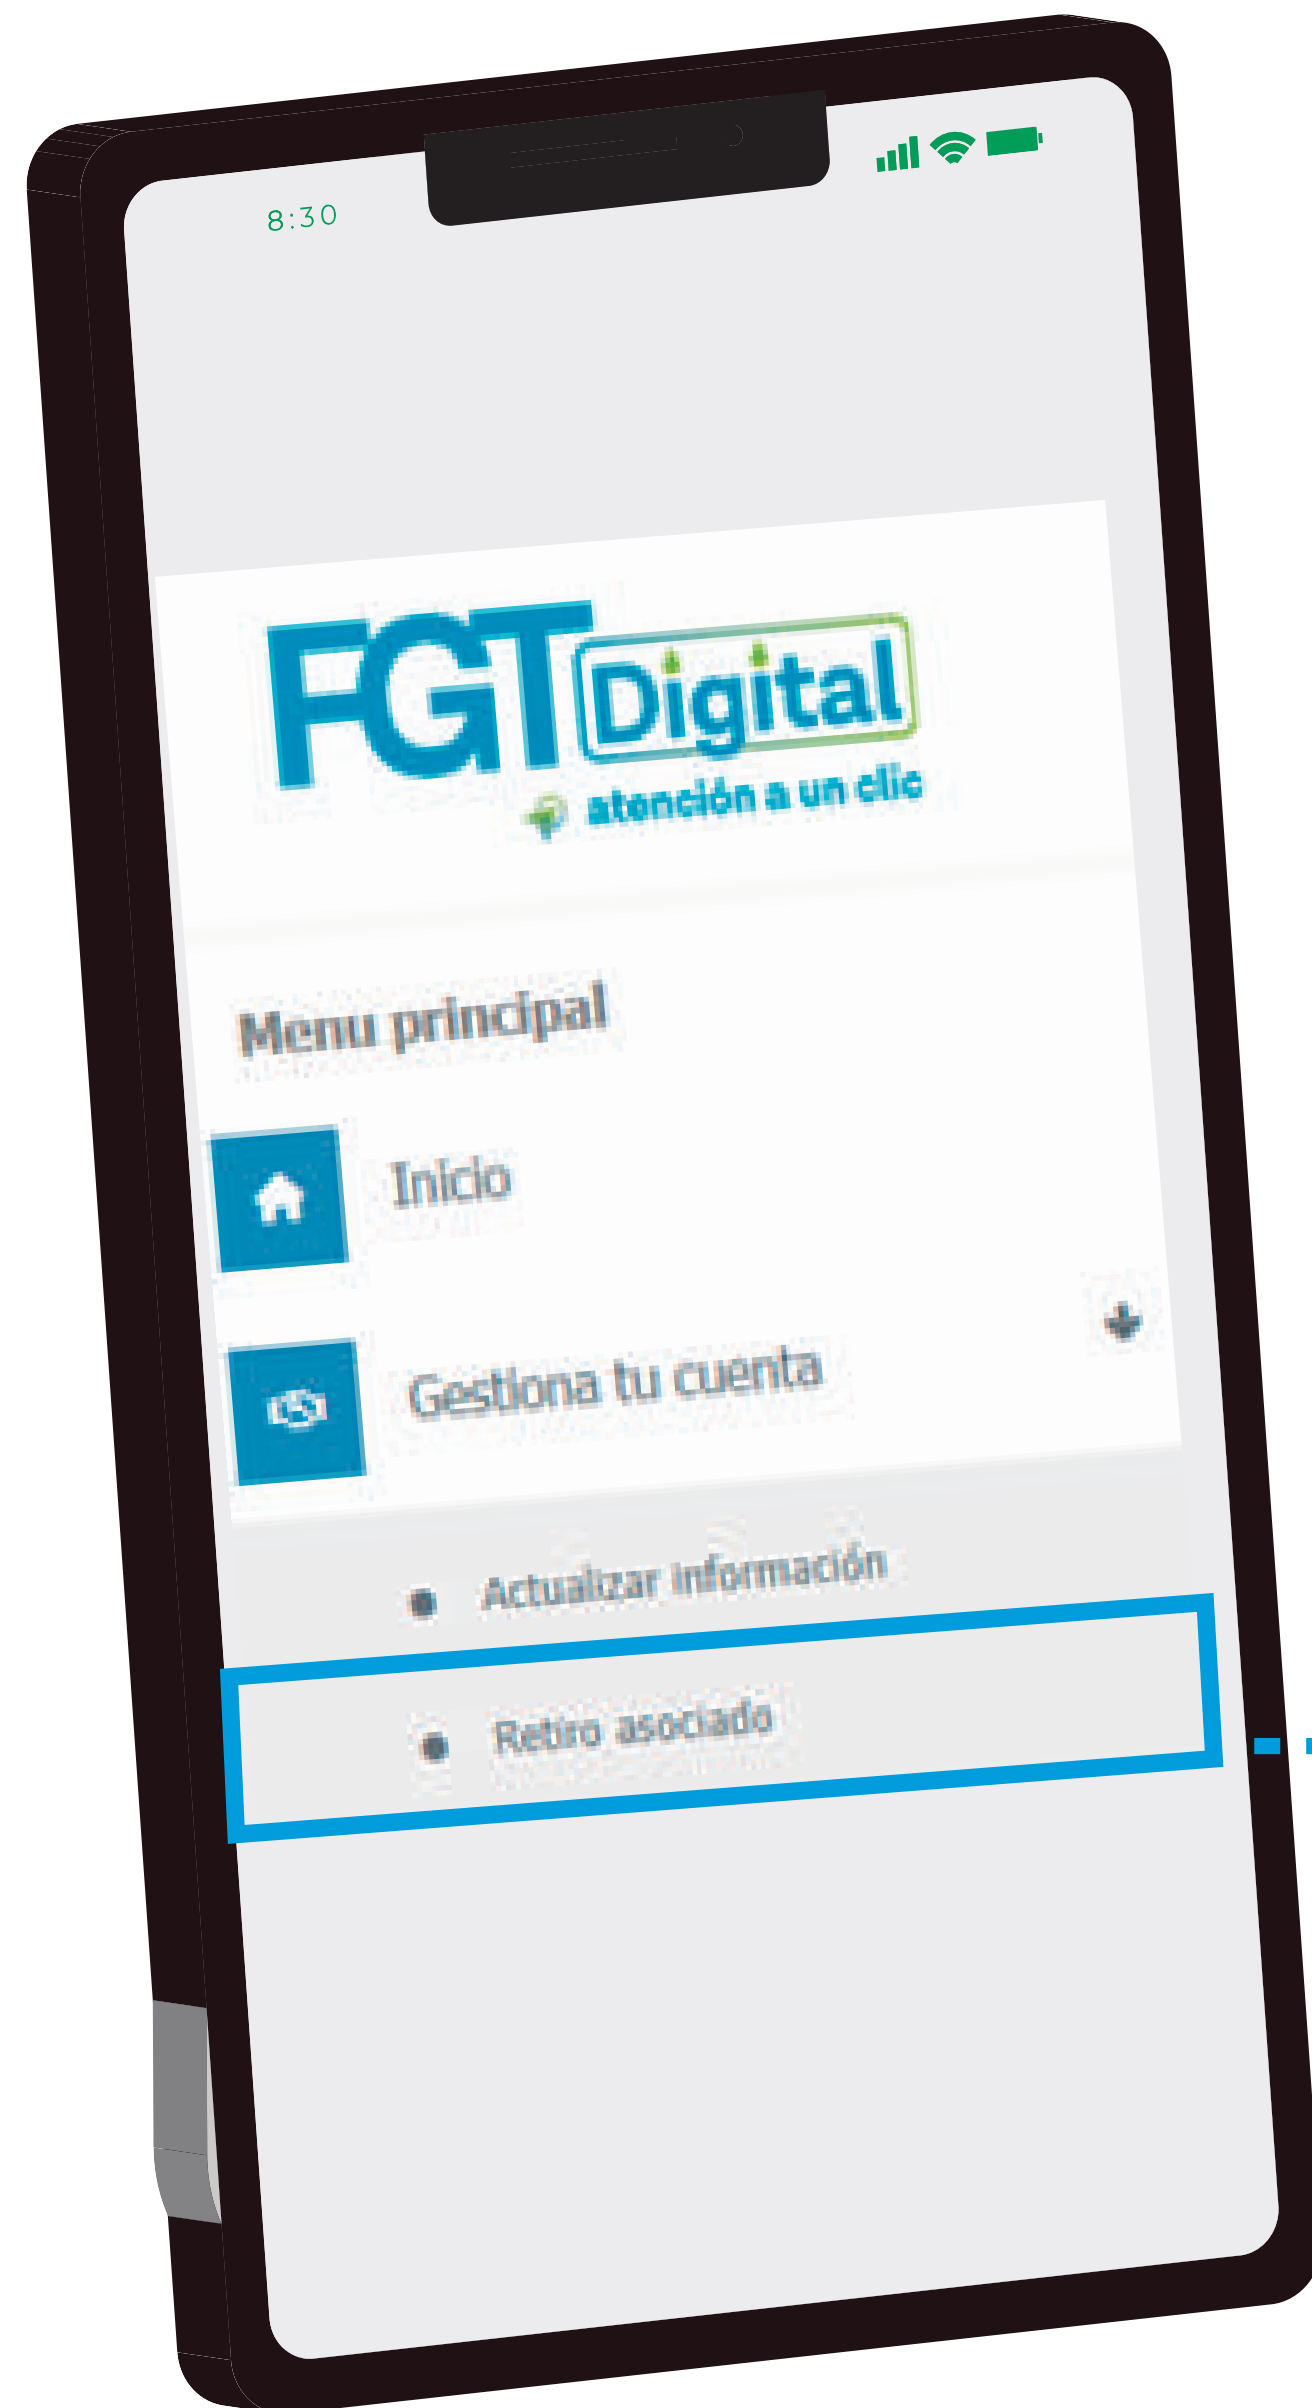 8:30
FGT Digital
atención a un clic
Menu principal
Inicio
Gestiona tu cuenta
Actualizar información
Retiro asociado